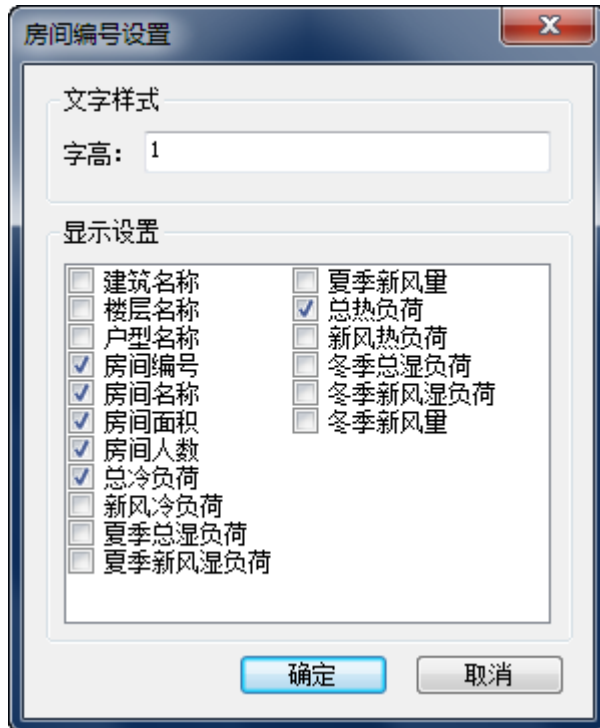 房间编号设置
文字样式
字高： 1
显示设置
建筑名称
楼层名称
户型名称
房间编号
房间名称
房间面积
房间人数
总冷负荷
新风冷负荷
夏季总湿负荷
夏季新风湿负荷
夏季新风量
总热负荷
新风热负荷
冬季总湿负荷
冬季新风湿负荷
冬季新风量
确定 取消